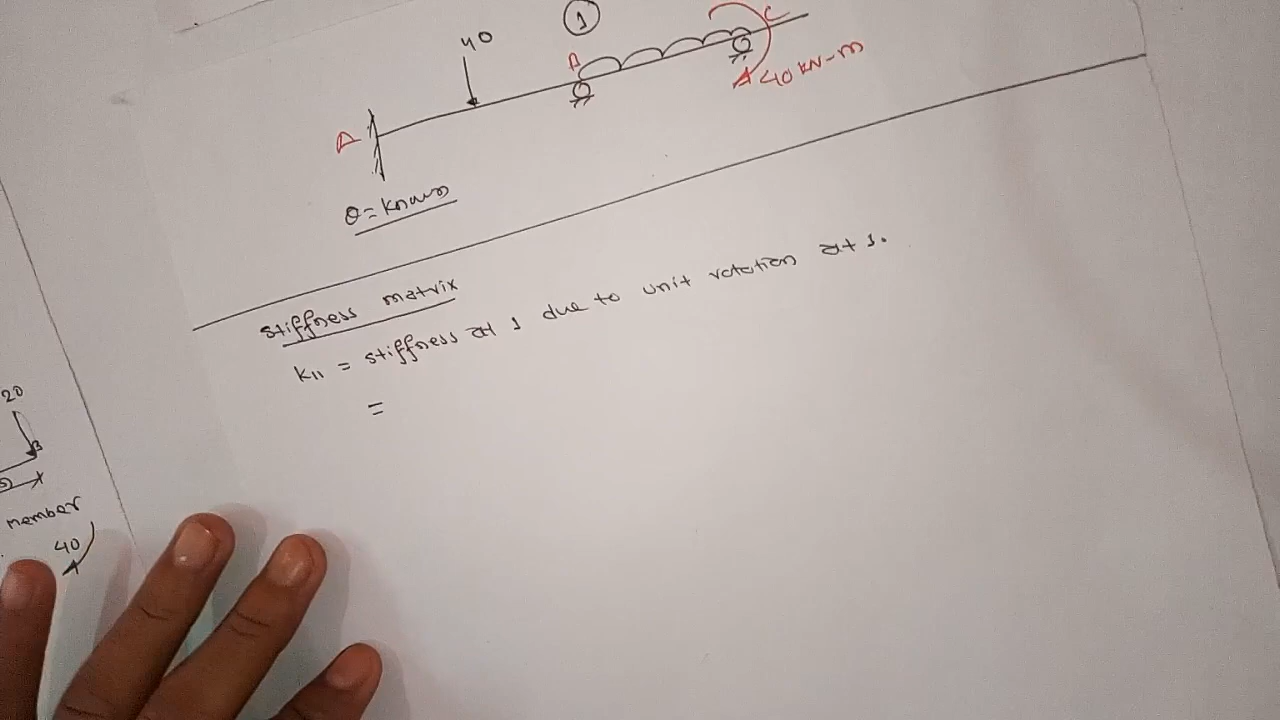 1
40
B
C
40 KN-m
A
θ = Known
stiffness matrix
K11 = stiffness at 1 due to unit rotation at 1.
=
20
B
member
40